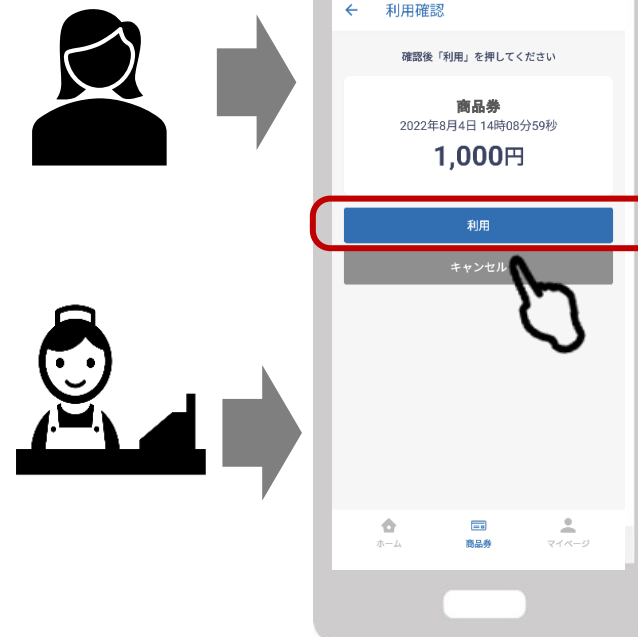 利用確認
確認後「利用」を押してください
商品券
2022年8月4日 14時08分59秒
1,000円
利用
キャンセル
ホーム
商品券
マイページ